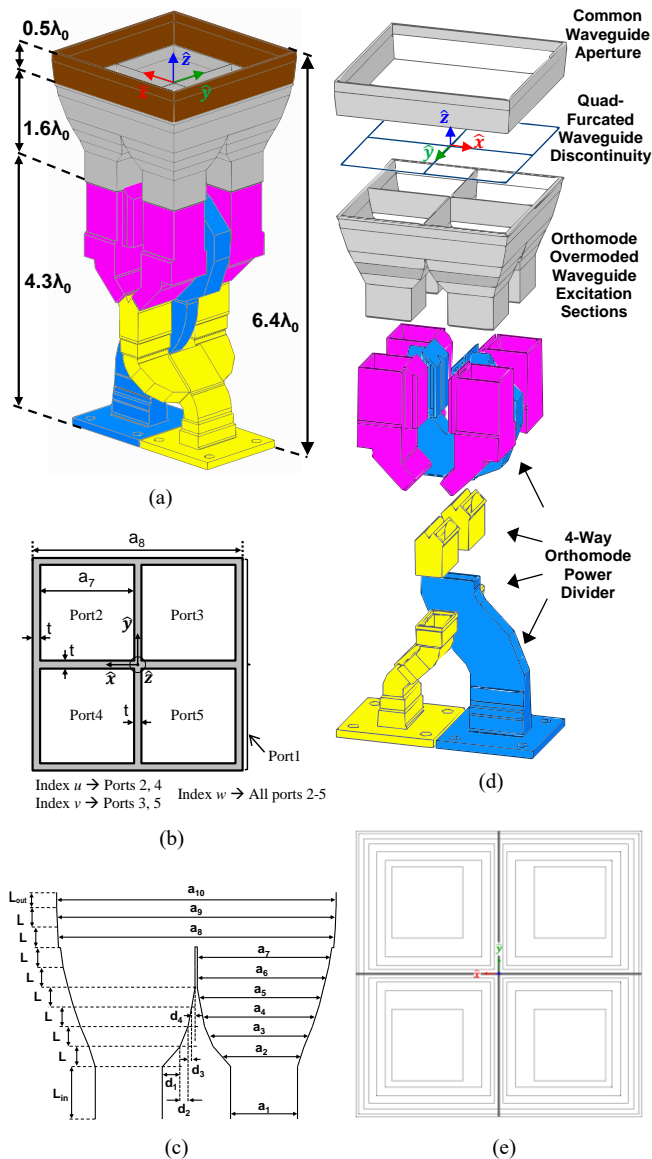 0.5λ₀
1.6λ₀
4.3λ₀
6.4λ₀
ẑ
x̂
ŷ
(a)
Common
Waveguide
Aperture
Quad-
Furcated
Waveguide
Discontinuity
ẑ
x̂
ŷ
Orthomode
Overmoded
Waveguide
Excitation
Sections
4-Way
Orthomode
Power
Divider
(d)
a₈
a₇
Port2
Port3
t
t
ŷ
x̂
ẑ
Port4
t
Port5
Port1
Index u → Ports 2, 4
Index v → Ports 3, 5
Index w → All ports 2-5
(b)
Lout
L
L
L
L
L
L
L
L
Lin
a₁₀
a₉
a₈
a₇
a₆
a₅
a₄
a₃
a₂
a₁
d₄
d₃
d₁
d₂
(c)
ŷ
x̂
(e)